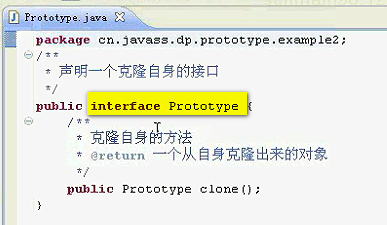 Prototype.java
package cn.javass.dp.prototype.example2;
/**
 * 声明一个克隆自身的接口
 */
public interface Prototype {
    /**
     * 克隆自身的方法
     * @return 一个从自身克隆出来的对象
     */
    public Prototype clone();
}